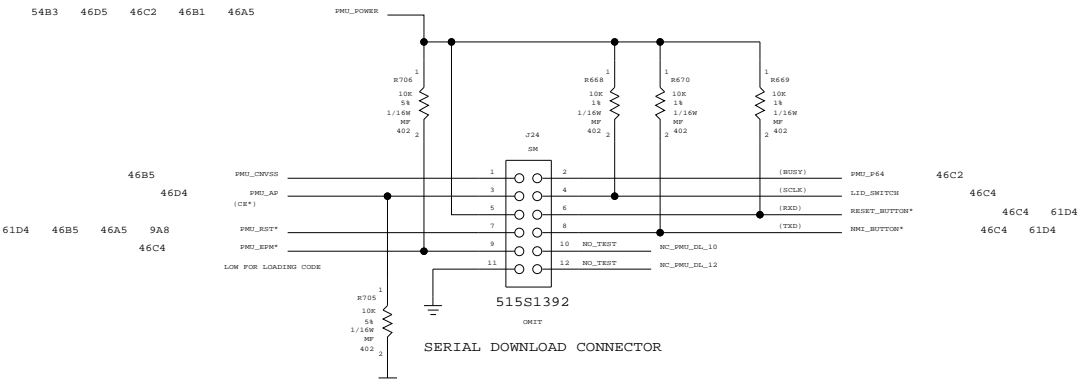 54B3 46D5 46C2 46B1 46A5 PMU_POWER
1
R706
10K
5%
1/16W
MF
402
2
1
R668
10K
1%
1/16W
MF
402
2
1
R670
10K
1%
1/16W
MF
402
2
1
R669
10K
1%
1/16W
MF
402
2
J24
SM
46B5 PMU_CNVSS 1 2 (BUSY) PMU_P64 46C2
46D4 PMU_AP 3 4 (SCLK) LID_SWITCH 46C4
(CE*)
5 6 (RXD) RESET_BUTTON* 46C4 61D4
61D4 46B5 46A5 9A8 PMU_RST* 7 8 (TXD) NMI_BUTTON* 46C4 61D4
46C4 PMU_EPM* 9 10 NO_TEST NC_PMU_DL_10
LOW FOR LOADING CODE 11 12 NO_TEST NC_PMU_DL_12
1
R705
10K
5%
1/16W
MF
402
2
515S1392
OMIT
SERIAL DOWNLOAD CONNECTOR